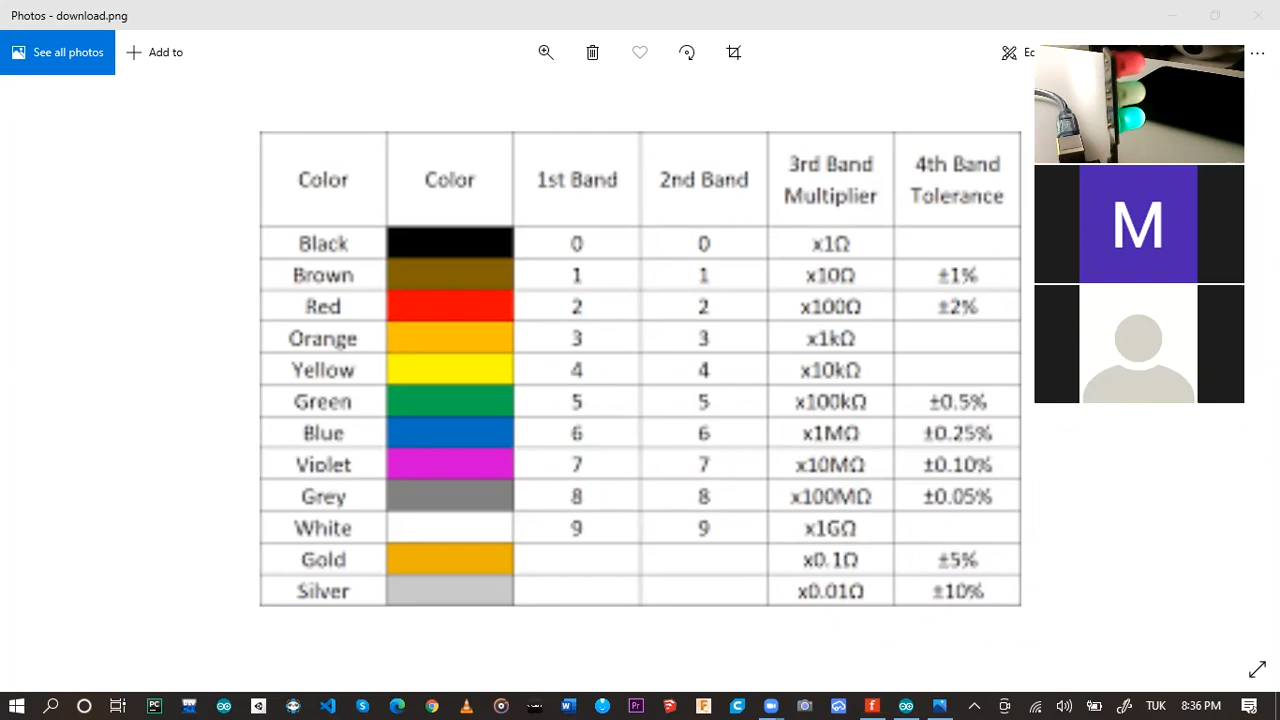 Photos - download.png
See all photos
Add to
Color Color 1st Band 2nd Band 3rd Band Multiplier 4th Band Tolerance
Black 0 0 x1Ω
Brown 1 1 x10Ω ±1%
Red 2 2 x100Ω ±2%
Orange 3 3 x1kΩ
Yellow 4 4 x10kΩ
Green 5 5 x100kΩ ±0.5%
Blue 6 6 x1MΩ ±0.25%
Violet 7 7 x10MΩ ±0.10%
Grey 8 8 x100MΩ ±0.05%
White 9 9 x1GΩ
Gold x0.1Ω ±5%
Silver x0.01Ω ±10%
M
TUK 8:36 PM